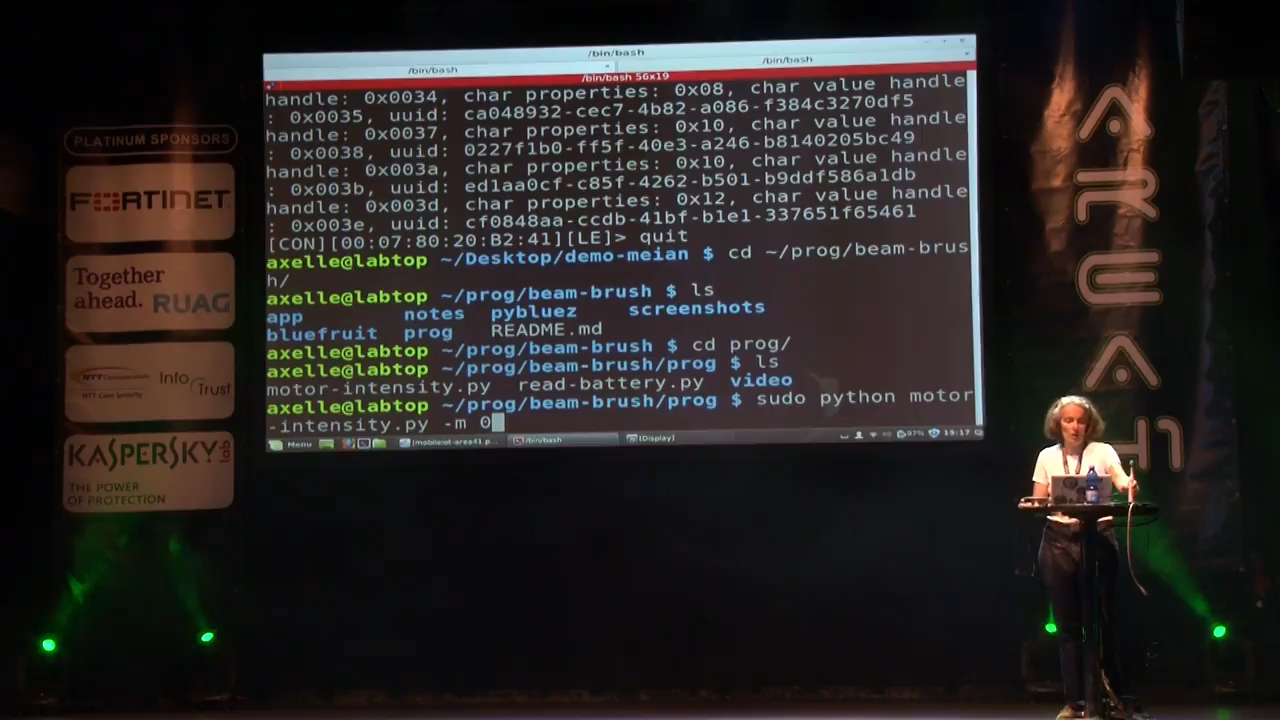 /bin/bash
/bin/bash
/bin/bash
/bin/bash 56x19
handle: 0x0034, char properties: 0x08, char value handle
: 0x0035, uuid: ca048932-cec7-4b82-a086-f384c3270df5
handle: 0x0037, char properties: 0x10, char value handle
: 0x0038, uuid: 0227f1b0-ff5f-40e3-a246-b8140205bc49
handle: 0x003a, char properties: 0x10, char value handle
: 0x003b, uuid: ed1aa0cf-c85f-4262-b501-b9ddf586a1db
handle: 0x003d, char properties: 0x12, char value handle
: 0x003e, uuid: cf0848aa-ccdb-41bf-b1e1-337651f65461
[CON][00:07:80:20:B2:41][LE]> quit
axelle@labtop ~/Desktop/demo-meian $ cd ~/prog/beam-brus
h/
axelle@labtop ~/prog/beam-brush $ ls
app notes pybluez screenshots
bluefruit prog README.md
axelle@labtop ~/prog/beam-brush $ cd prog/
axelle@labtop ~/prog/beam-brush/prog $ ls
motor-intensity.py read-battery.py video
axelle@labtop ~/prog/beam-brush/prog $ sudo python motor
-intensity.py -m 0
Menu [mobileiot-area41.p... /bin/bash [Display] 97% 15:17
PLATINUM SPONSORS
FORTINET
Together
ahead. RUAG
NTT Communications
NTT Com Security
InfoTrust
KASPERSKY lab
THE POWER
OF PROTECTION